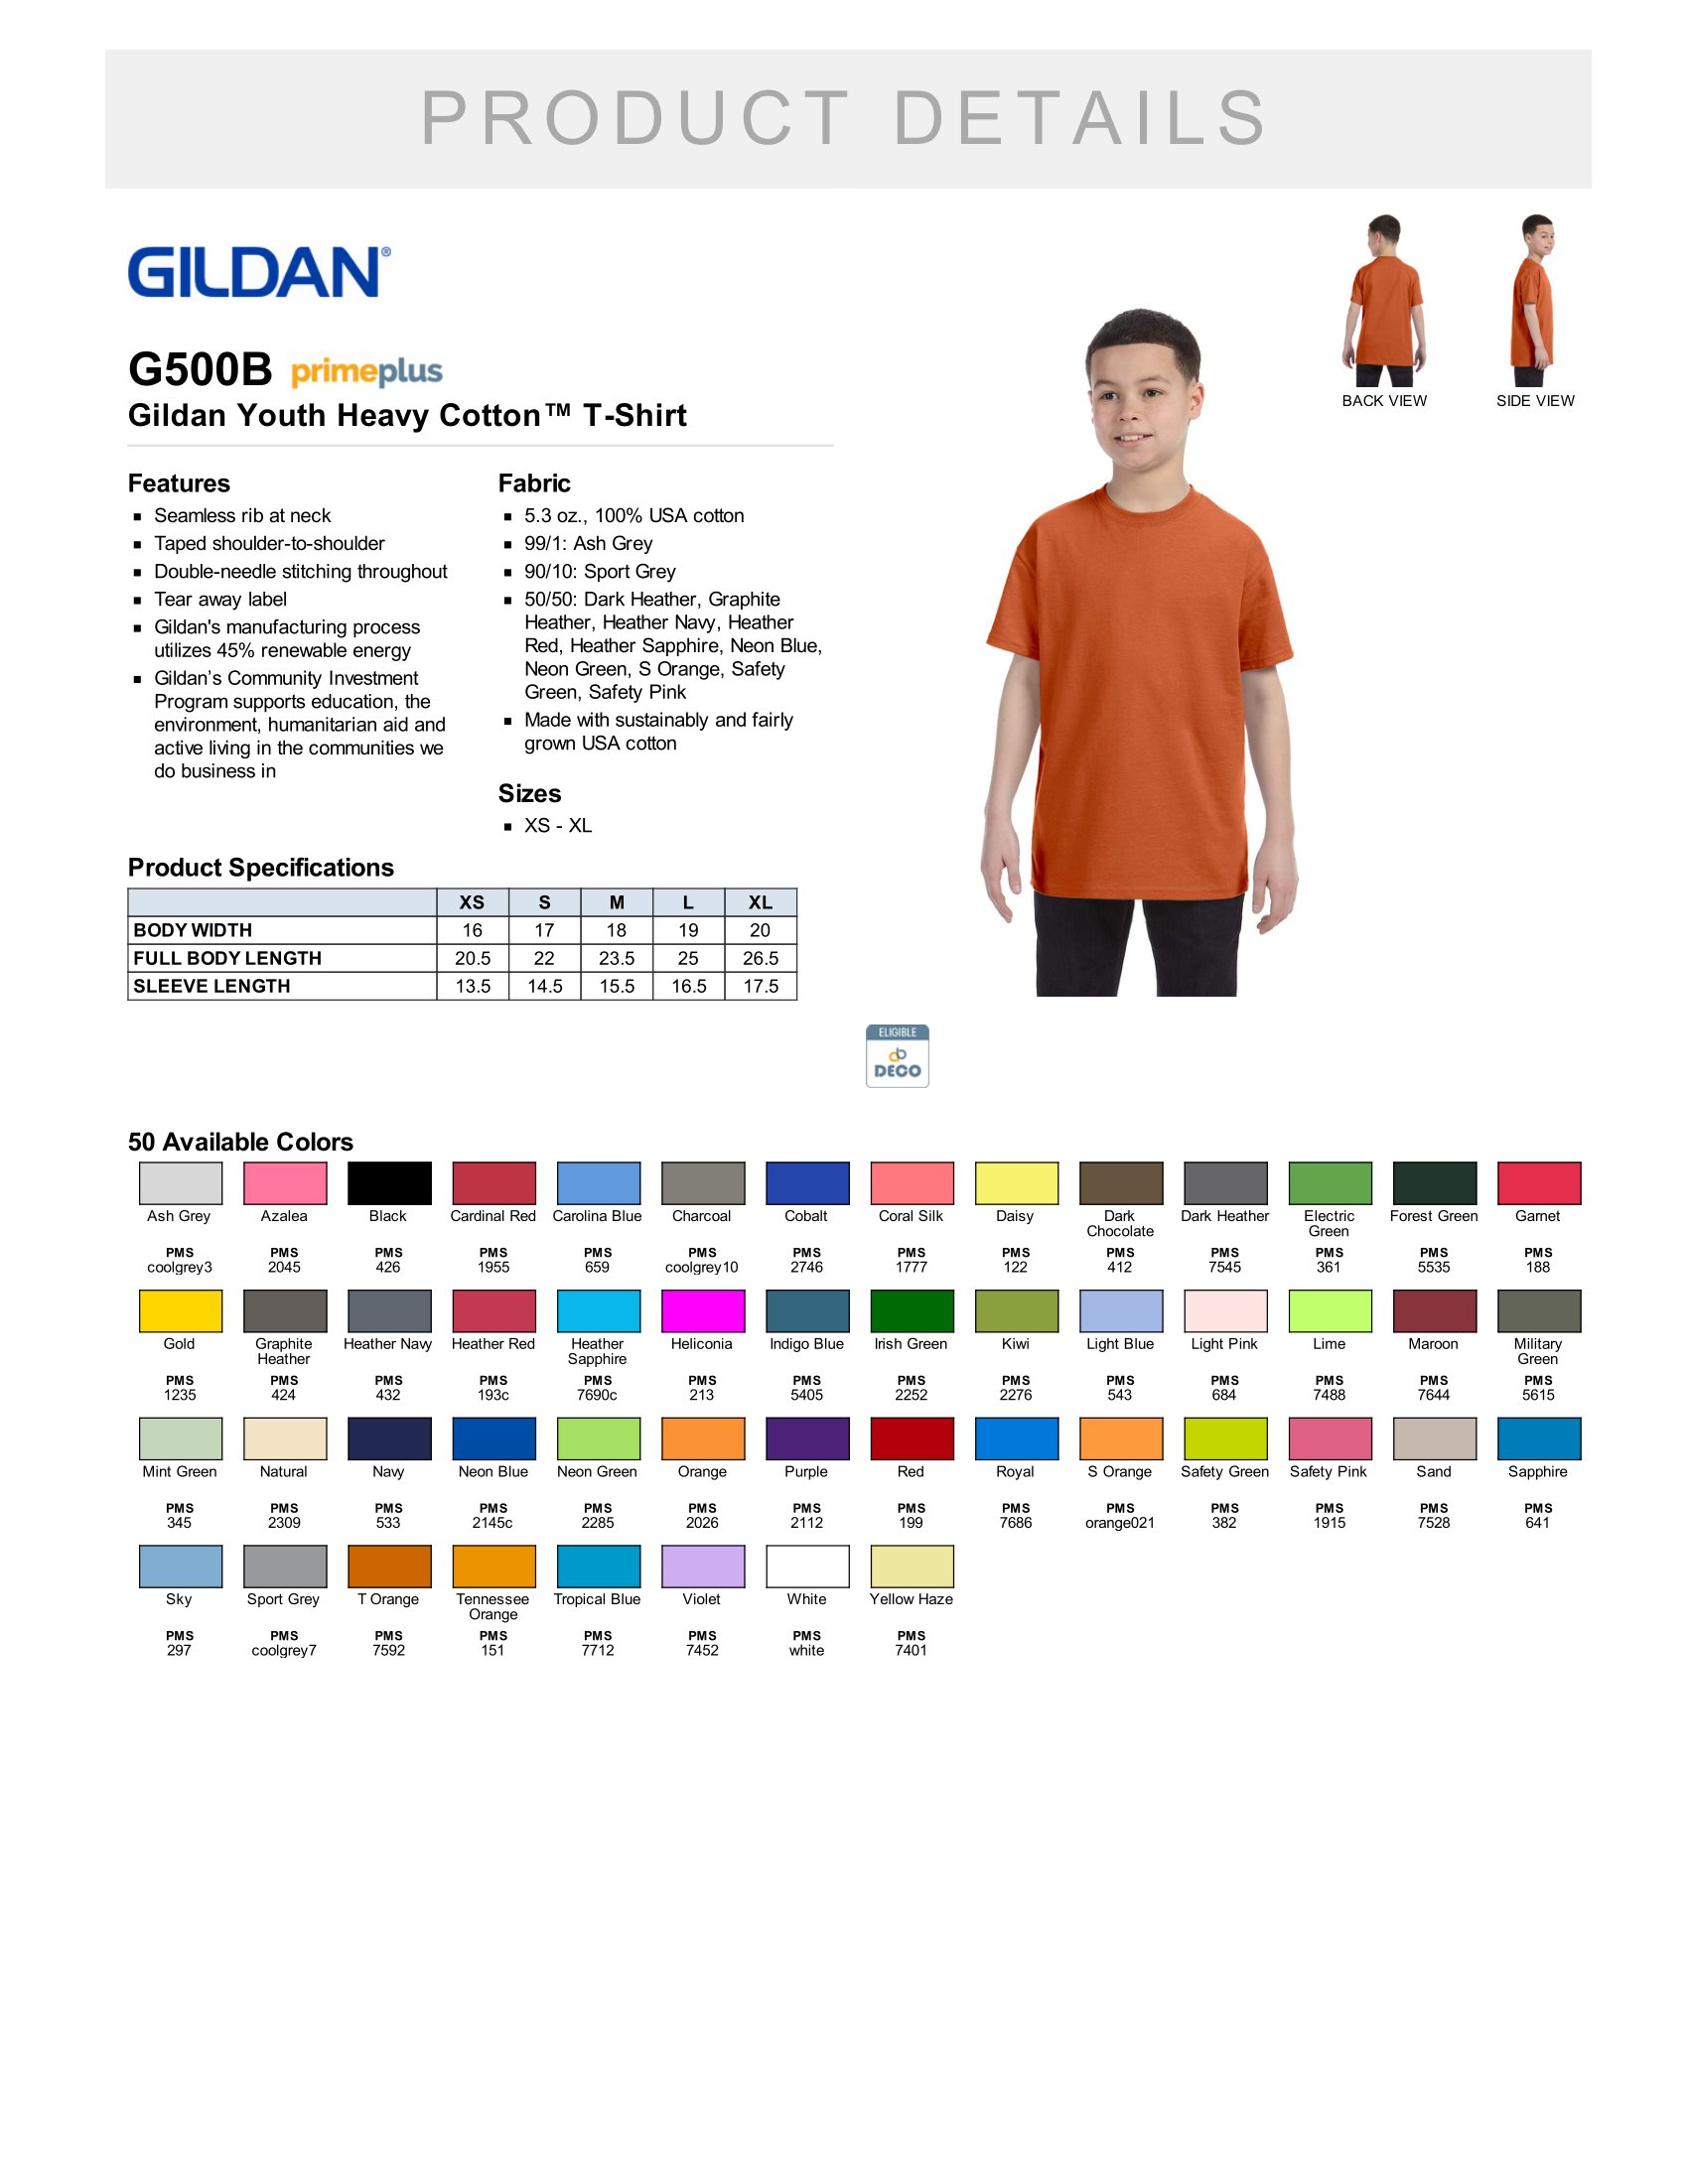 PRODUCT DETAILS
GILDAN®
BACK VIEW
SIDE VIEW
G500B primeplus
Gildan Youth Heavy Cotton™ T-Shirt
Features
Seamless rib at neck
Taped shoulder-to-shoulder
Double-needle stitching throughout
Tear away label
Gildan's manufacturing process
utilizes 45% renewable energy
Gildan’s Community Investment
Program supports education, the
environment, humanitarian aid and
active living in the communities we
do business in
Fabric
5.3 oz., 100% USA cotton
99/1: Ash Grey
90/10: Sport Grey
50/50: Dark Heather, Graphite
Heather, Heather Navy, Heather
Red, Heather Sapphire, Neon Blue,
Neon Green, S Orange, Safety
Green, Safety Pink
Made with sustainably and fairly
grown USA cotton
Sizes
XS - XL
Product Specifications
XS S M L XL
BODY WIDTH 16 17 18 19 20
FULL BODY LENGTH 20.5 22 23.5 25 26.5
SLEEVE LENGTH 13.5 14.5 15.5 16.5 17.5
ELIGIBLE
ab
DECO
50 Available Colors
Ash Grey Azalea Black Cardinal Red Carolina Blue Charcoal Cobalt Coral Silk Daisy Dark Dark Heather Electric Forest Green Garnet
Chocolate Green
PMS PMS PMS PMS PMS PMS PMS PMS PMS PMS PMS PMS PMS PMS
coolgrey3 2045 426 1955 659 coolgrey10 2746 1777 122 412 7545 361 5535 188
Gold Graphite Heather Navy Heather Red Heather Heliconia Indigo Blue Irish Green Kiwi Light Blue Light Pink Lime Maroon Military
Heather Sapphire Green
PMS PMS PMS PMS PMS PMS PMS PMS PMS PMS PMS PMS PMS PMS
1235 424 432 193c 7690c 213 5405 2252 2276 543 684 7488 7644 5615
Mint Green Natural Navy Neon Blue Neon Green Orange Purple Red Royal S Orange Safety Green Safety Pink Sand Sapphire
PMS PMS PMS PMS PMS PMS PMS PMS PMS PMS PMS PMS PMS PMS
345 2309 533 2145c 2285 2026 2112 199 7686 orange021 382 1915 7528 641
Sky Sport Grey T Orange Tennessee Tropical Blue Violet White Yellow Haze
Orange
PMS PMS PMS PMS PMS PMS PMS PMS
297 coolgrey7 7592 151 7712 7452 white 7401